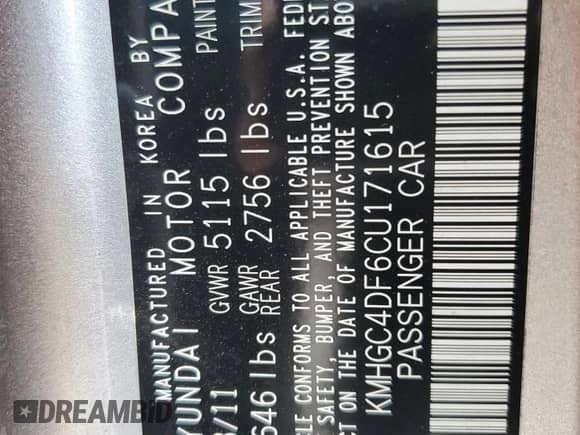 MANUFACTURED IN KOREA BY
YUNDAI MOTOR COMPA
/11 GVWR 5115 lbs PAINT
646 lbs GAWR REAR 2756 lbs TRIM
CLE CONFORMS TO ALL APPLICABLE U.S.A. FEDE
SAFETY, BUMPER, AND THEFT PREVENTION ST
CT ON THE DATE OF MANUFACTURE SHOWN ABO
KMHGC4DF6CU171615
PASSENGER CAR
DREAMBID